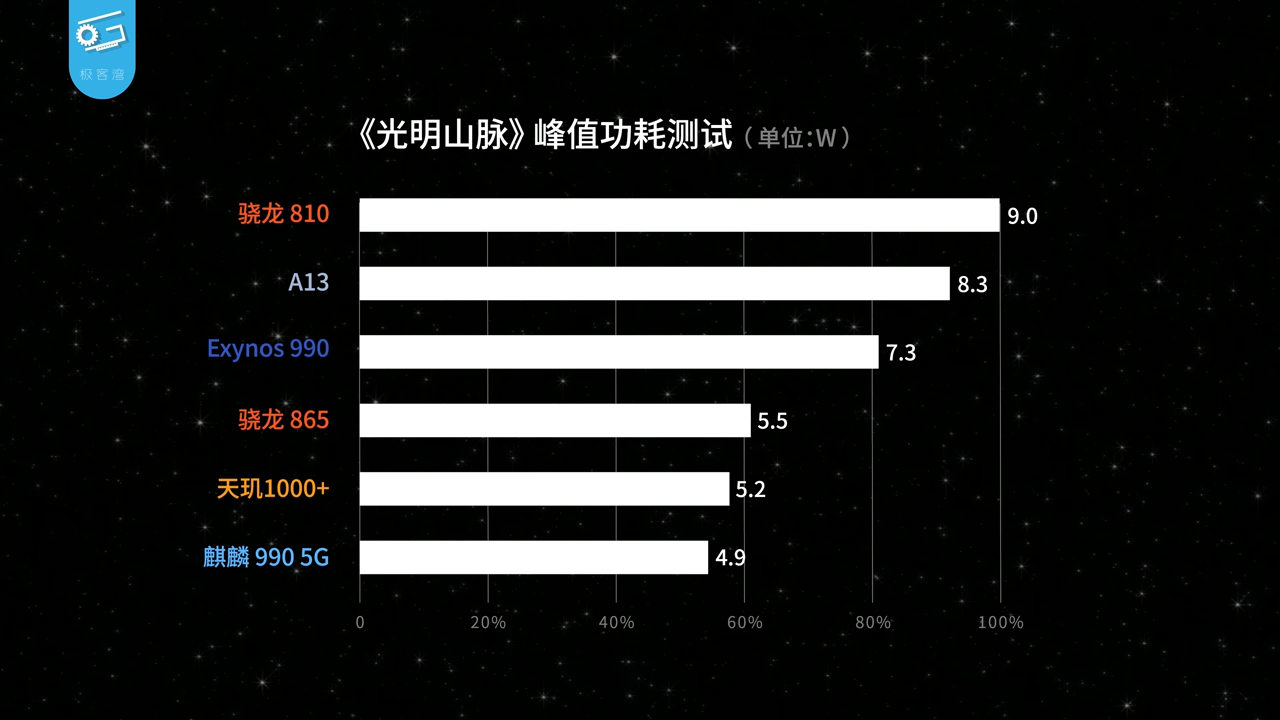 极客湾
《光明山脉》峰值功耗测试（单位:W）
骁龙 810 9.0
A13 8.3
Exynos 990 7.3
骁龙 865 5.5
天玑1000+ 5.2
麒麟 990 5G 4.9
0 20% 40% 60% 80% 100%